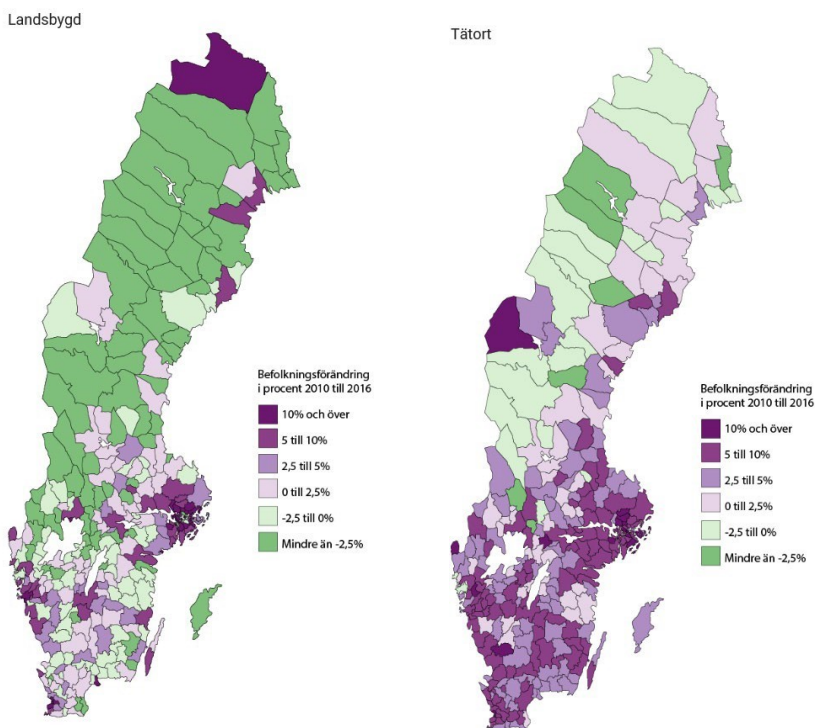 Landsbygd
Befolkningsförändring
i procent 2010 till 2016
10% och över
5 till 10%
2,5 till 5%
0 till 2,5%
-2,5 till 0%
Mindre än -2,5%
Tätort
Befolkningsförändring
i procent 2010 till 2016
10% och över
5 till 10%
2,5 till 5%
0 till 2,5%
-2,5 till 0%
Mindre än -2,5%